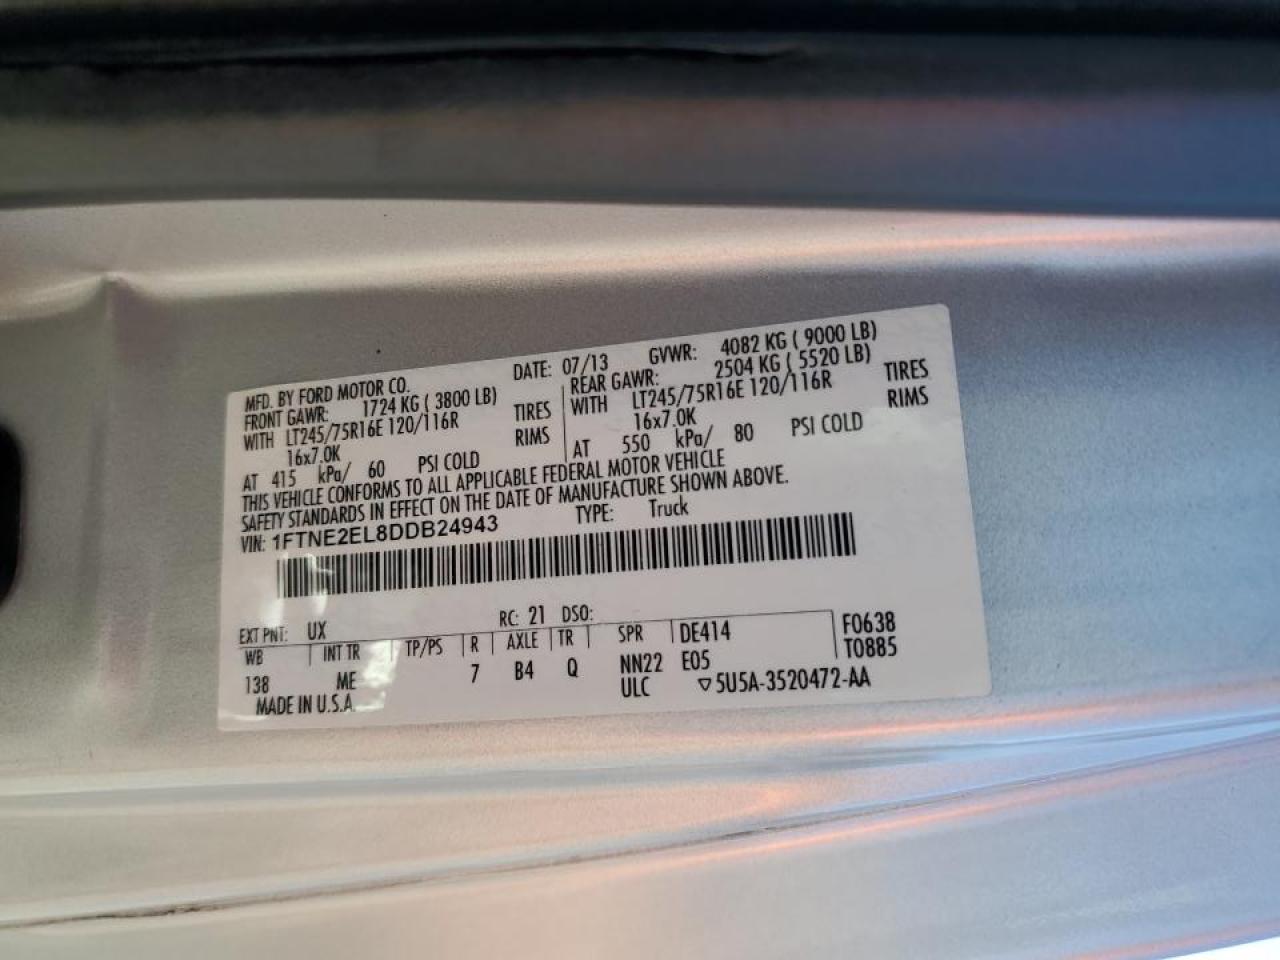 MFD. BY FORD MOTOR CO.
DATE: 07/13 GVWR: 4082 KG ( 9000 LB)
FRONT GAWR: 1724 KG ( 3800 LB)
WITH LT245/75R16E 120/116R TIRES
16x7.0K RIMS
AT 415 kPa/ 60 PSI COLD
REAR GAWR: 2504 KG ( 5520 LB)
WITH LT245/75R16E 120/116R TIRES
16x7.0K RIMS
AT 550 kPa/ 80 PSI COLD
THIS VEHICLE CONFORMS TO ALL APPLICABLE FEDERAL MOTOR VEHICLE
SAFETY STANDARDS IN EFFECT ON THE DATE OF MANUFACTURE SHOWN ABOVE.
VIN: 1FTNE2EL8DDB24943 TYPE: Truck
EXT PNT: UX RC: 21 DSO:
WB INT TR TP/PS R AXLE TR SPR DE414 F0638
138 ME 7 B4 Q NN22 E05 T0885
MADE IN U.S.A. ULC ▽5U5A-3520472-AA